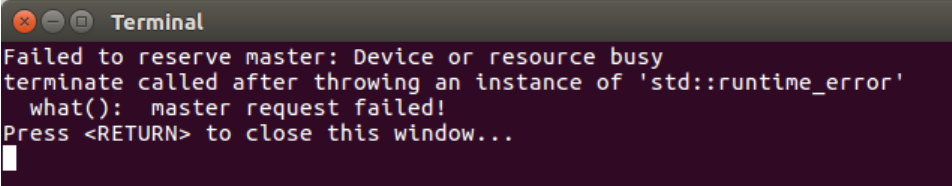 Terminal
Failed to reserve master: Device or resource busy
terminate called after throwing an instance of 'std::runtime_error'
  what():  master request failed!
Press <RETURN> to close this window...